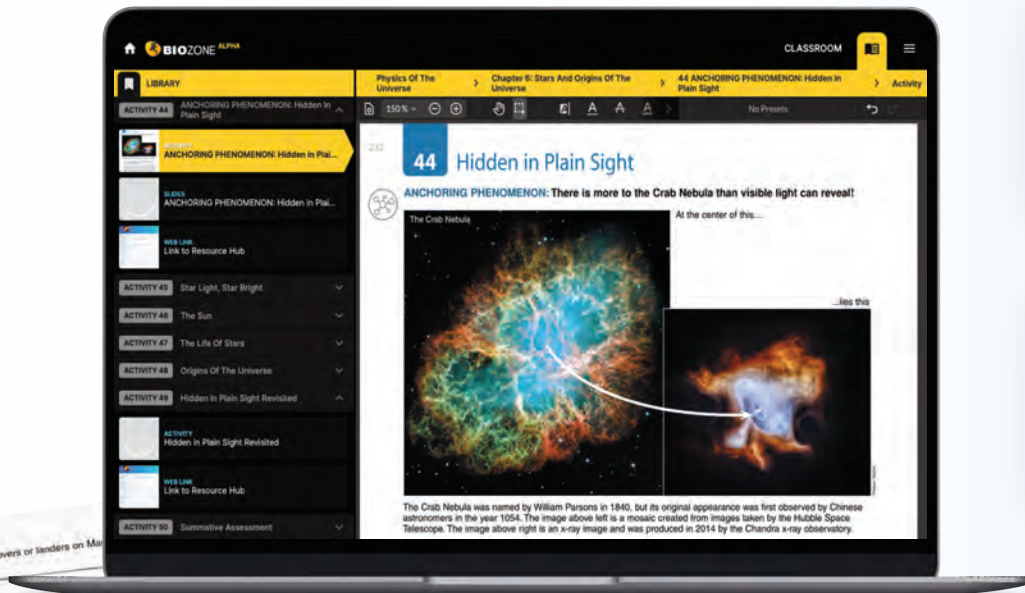 BIOZONE ALPHA
CLASSROOM
LIBRARY
Physics Of The
Universe
> Chapter 6: Stars And Origins Of The
Universe
> 44 ANCHORING PHENOMENON: Hidden in
Plain Sight
> Activity
ACTIVITY 44 ANCHORING PHENOMENON: Hidden In
Plain Sight
150%
No Presets
ACTIVITY
ANCHORING PHENOMENON: Hidden in Plai...
SLIDES
ANCHORING PHENOMENON: Hidden in Plai...
WEB LINK
Link to Resource Hub
ACTIVITY 45 Star Light, Star Bright
ACTIVITY 46 The Sun
ACTIVITY 47 The Life Of Stars
ACTIVITY 48 Origins Of The Universe
ACTIVITY 49 Hidden In Plain Sight Revisited
ACTIVITY
Hidden in Plain Sight Revisited
WEB LINK
Link to Resource Hub
ACTIVITY 50 Summative Assessment
44 Hidden in Plain Sight
ANCHORING PHENOMENON: There is more to the Crab Nebula than visible light can reveal!
The Crab Nebula
At the center of this....
...lies this
The Crab Nebula was named by William Parsons in 1840, but its original appearance was first observed by Chinese
astronomers in the year 1054. The image above left is a mosaic created from images taken by the Hubble Space
Telescope. The image above right is an x-ray image and was produced in 2014 by the Chandra x-ray observatory.
or landers on